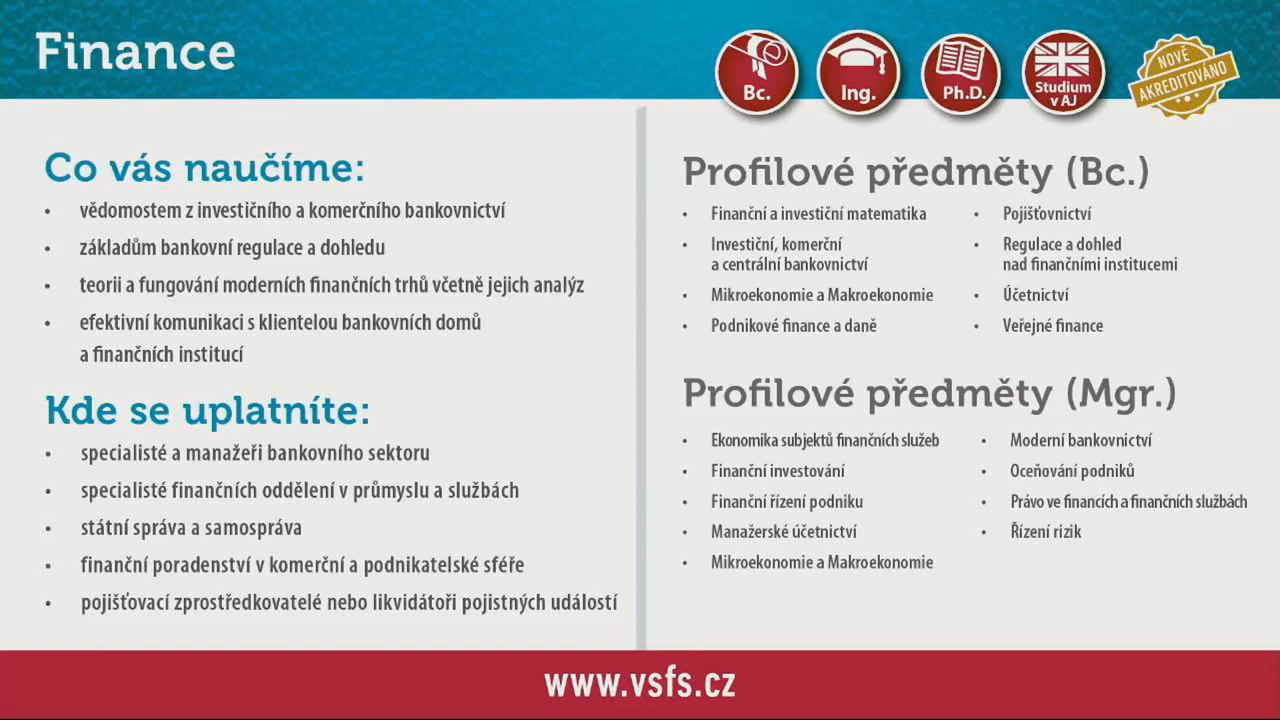 Finance
Bc.
Ing.
Ph.D.
Studium
v AJ
NOVĚ
AKREDITOVÁNO
Co vás naučíme:
• vědomostem z investičního a komerčního bankovnictví
• základům bankovní regulace a dohledu
• teorii a fungování moderních finančních trhů včetně jejich analýz
• efektivní komunikaci s klientelou bankovních domů
a finančních institucí
Kde se uplatníte:
• specialisté a manažeři bankovního sektoru
• specialisté finančních oddělení v průmyslu a službách
• státní správa a samospráva
• finanční poradenství v komerční a podnikatelské sféře
• pojišťovací zprostředkovatelé nebo likvidátoři pojistných událostí
Profilové předměty (Bc.)
• Finanční a investiční matematika
• Investiční, komerční
a centrální bankovnictví
• Mikroekonomie a Makroekonomie
• Podnikové finance a daně
• Pojišťovnictví
• Regulace a dohled
nad finančními institucemi
• Účetnictví
• Veřejné finance
Profilové předměty (Mgr.)
• Ekonomika subjektů finančních služeb
• Finanční investování
• Finanční řízení podniku
• Manažerské účetnictví
• Mikroekonomie a Makroekonomie
• Moderní bankovnictví
• Oceňování podniků
• Právo ve financích a finančních službách
• Řízení rizik
www.vsfs.cz